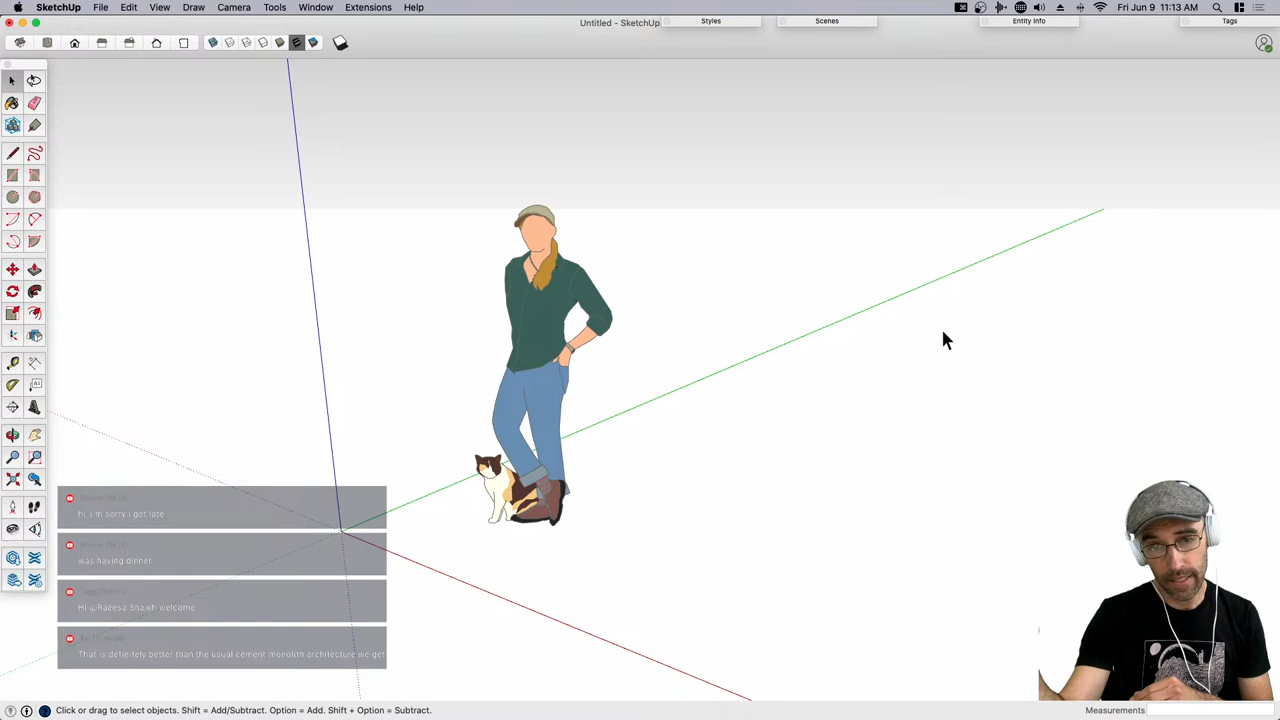 SketchUp File Edit View Draw Camera Tools Window Extensions Help Fri Jun 9 11:13 AM
Untitled - SketchUp Styles Scenes Entity Info Tags
A1
hi, i m sorry i got late
was having dinner
Hi @Raeesa Shaikh welcome
That is definitely better than the usual cement monolith architecture we get
Click or drag to select objects. Shift = Add/Subtract. Option = Add. Shift + Option = Subtract. Measurements